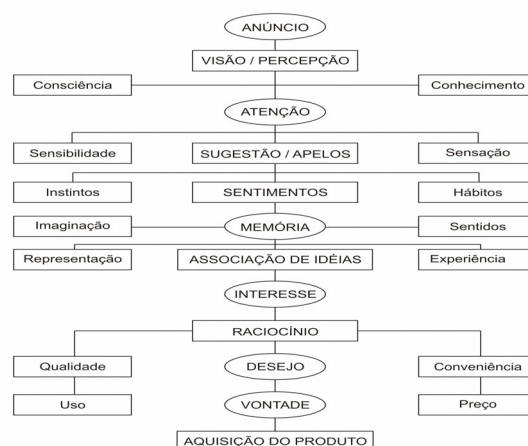 ANÚNCIO
VISÃO / PERCEPÇÃO
Consciência
Conhecimento
ATENÇÃO
Sensibilidade
SUGESTÃO / APELOS
Sensação
Instintos
SENTIMENTOS
Hábitos
Imaginação
MEMÓRIA
Sentidos
Representação
ASSOCIAÇÃO DE IDÉIAS
Experiência
INTERESSE
RACIOCÍNIO
Qualidade
DESEJO
Conveniência
Uso
VONTADE
Preço
AQUISIÇÃO DO PRODUTO